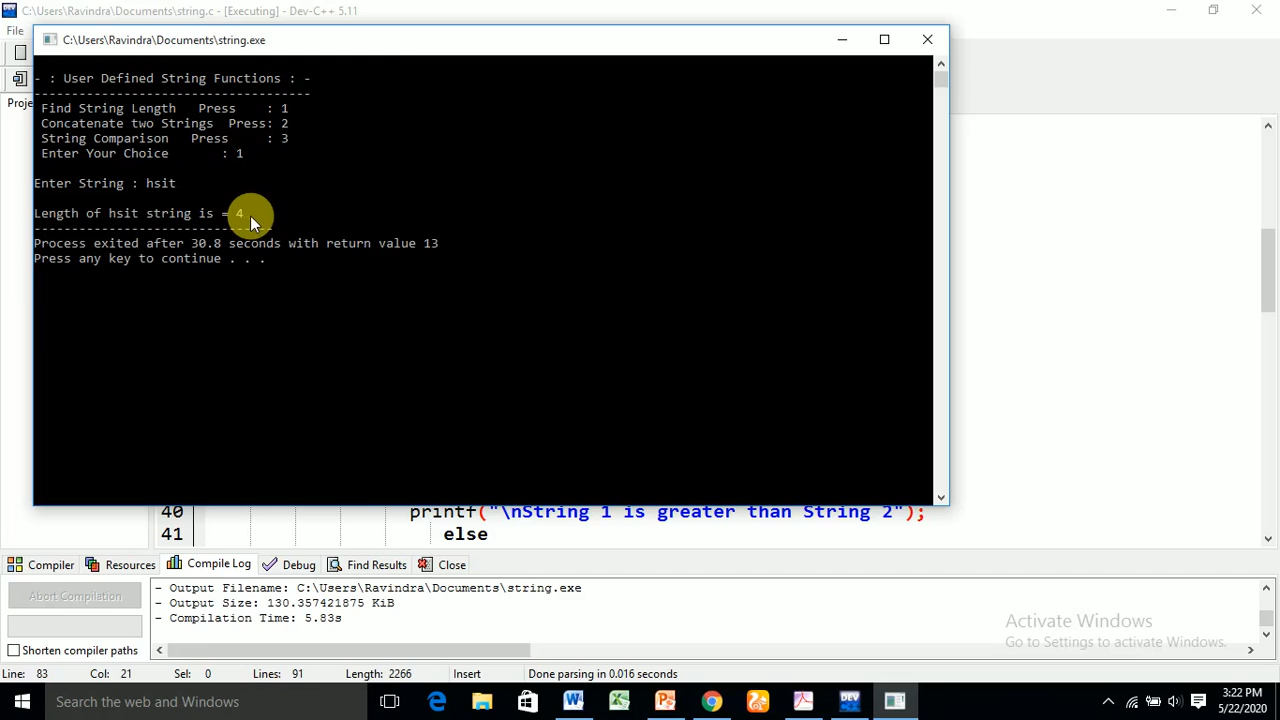 C:\Users\Ravindra\Documents\string.c - [Executing] - Dev-C++ 5.11
File
C:\Users\Ravindra\Documents\string.exe
- : User Defined String Functions : -
-------------------------------------
Find String Length   Press    : 1
Concatenate two Strings  Press: 2
String Comparison   Press     : 3
Enter Your Choice       : 1
Enter String : hsit
Length of hsit string is = 4
--------------------------------
Process exited after 30.8 seconds with return value 13
Press any key to continue . . .
Proje
40 printf("\nString 1 is greater than String 2");
41 else
Compiler Resources Compile Log Debug Find Results Close
Abort Compilation
Shorten compiler paths
- Output Filename: C:\Users\Ravindra\Documents\string.exe
- Output Size: 130.357421875 KiB
- Compilation Time: 5.83s
Activate Windows
Go to Settings to activate Windows.
Line: 83 Col: 21 Sel: 0 Lines: 91 Length: 2266 Insert Done parsing in 0.016 seconds
Search the web and Windows
3:22 PM
5/22/2020